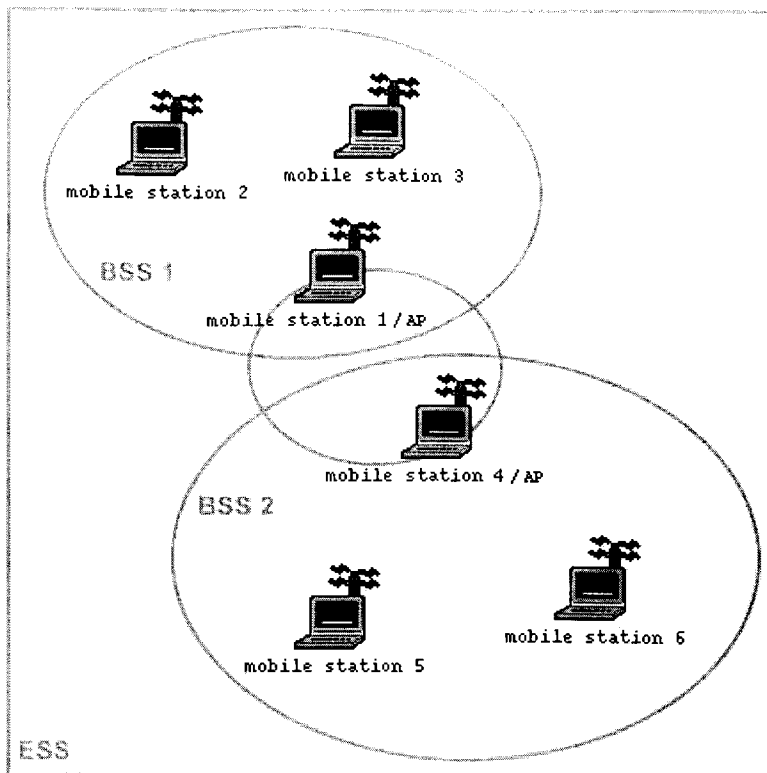 mobile station 2
mobile station 3
BSS 1
mobile station 1/AP
mobile station 4/AP
BSS 2
mobile station 6
mobile station 5
ESS